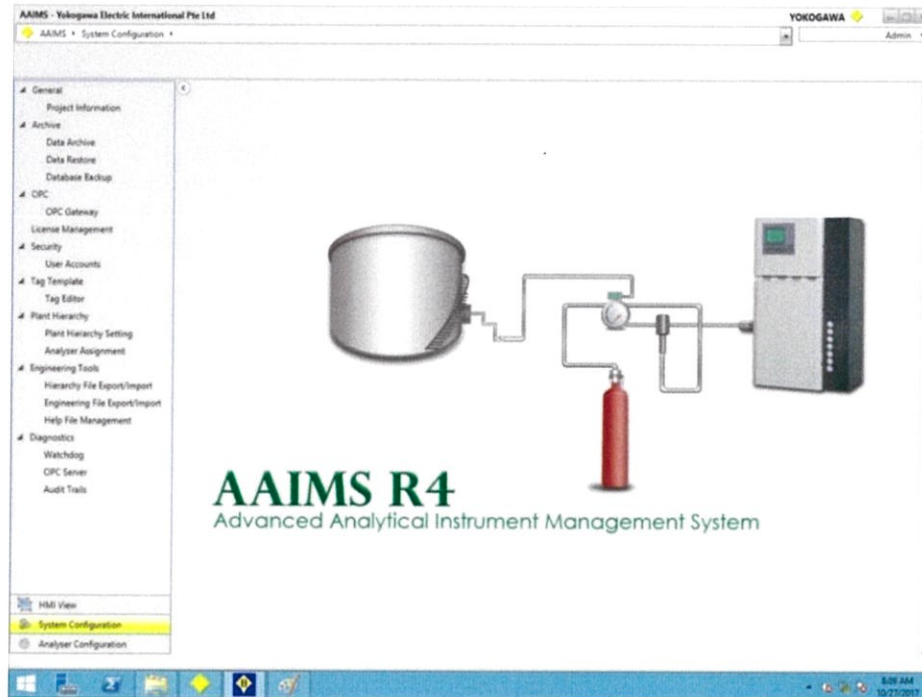 AAIMS - Yokogawa Electric International Pte Ltd
YOKOGAWA
AAIMS System Configuration
Admin
General
Project Information
Archive
Data Archive
Data Restore
Database Backup
OPC
OPC Gateway
License Management
Security
User Accounts
Tag Template
Tag Editor
Plant Hierarchy
Plant Hierarchy Setting
Analyser Assignment
Engineering Tools
Hierarchy File Export/Import
Engineering File Export/Import
Help File Management
Diagnostics
Watchdog
OPC Server
Audit Trails
AAIMS R4
Advanced Analytical Instrument Management System
HMI View
System Configuration
Analyser Configuration
8:09 AM